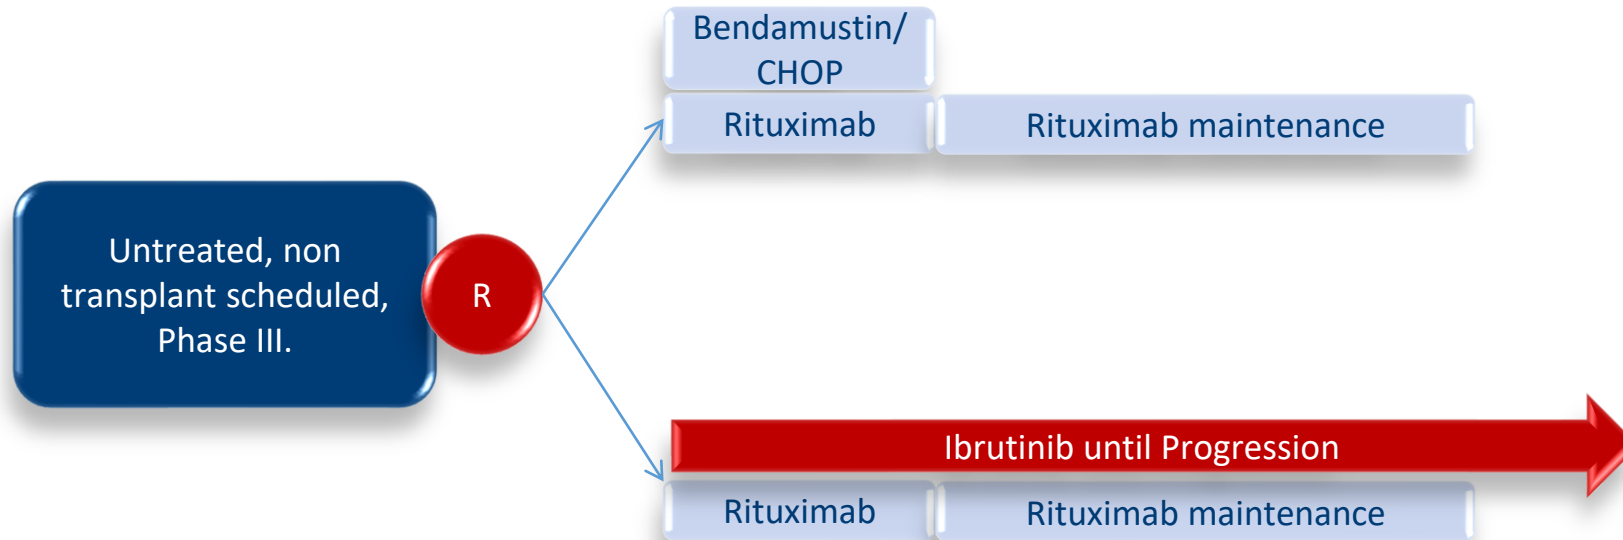 Bendamustin/
CHOP
Rituximab
Rituximab maintenance
Untreated, non
transplant scheduled,
Phase III.
R
Ibrutinib until Progression
Rituximab
Rituximab maintenance